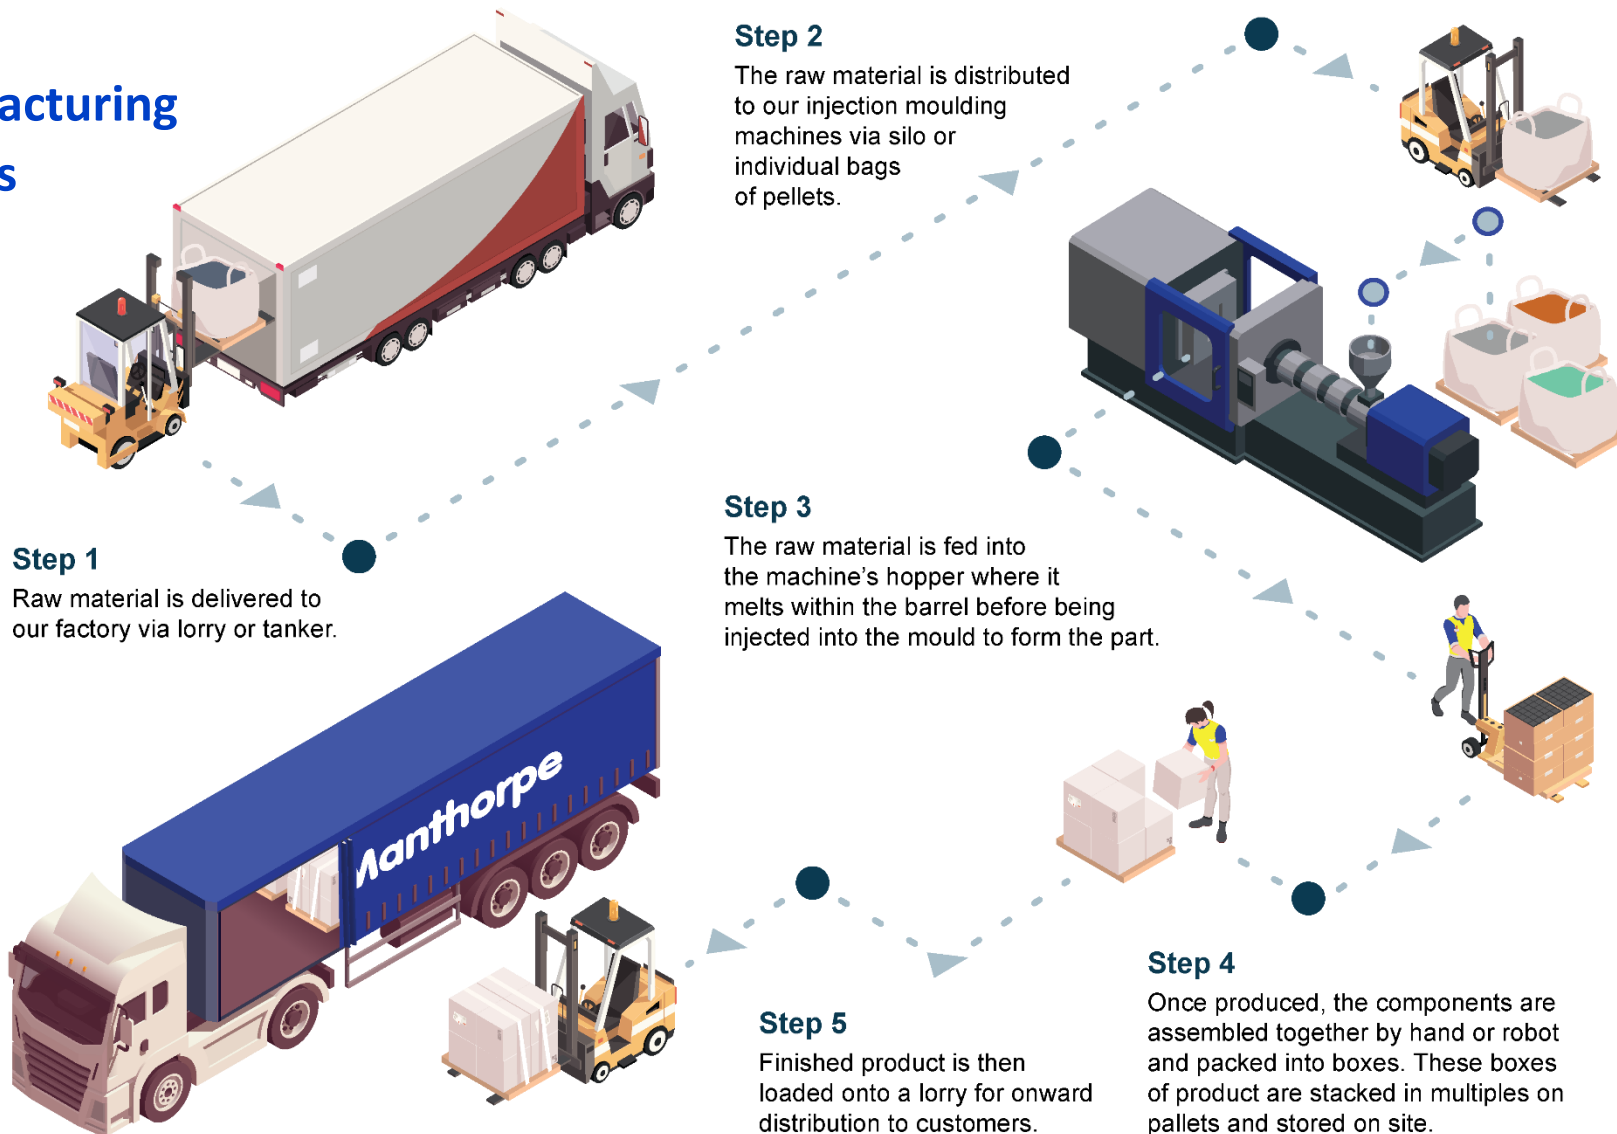 acturing
s
Step 1
Raw material is delivered to
our factory via lorry or tanker.
Step 2
The raw material is distributed
to our injection moulding
machines via silo or
individual bags
of pellets.
Step 3
The raw material is fed into
the machine’s hopper where it
melts within the barrel before being
injected into the mould to form the part.
Step 4
Once produced, the components are
assembled together by hand or robot
and packed into boxes. These boxes
of product are stacked in multiples on
pallets and stored on site.
Step 5
Finished product is then
loaded onto a lorry for onward
distribution to customers.
Manthorpe